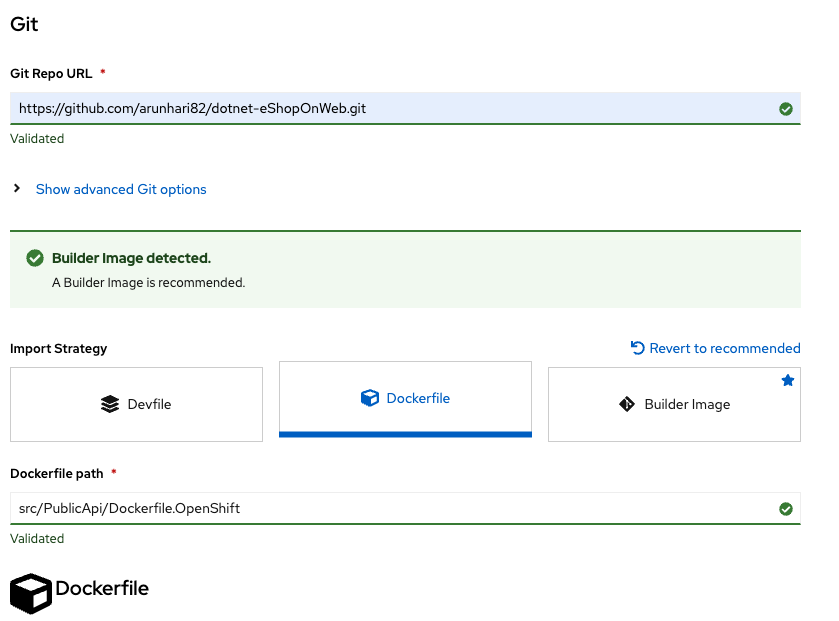 Git
Git Repo URL *
https://github.com/arunhari82/dotnet-eShopOnWeb.git
Validated
Show advanced Git options
Builder Image detected.
A Builder Image is recommended.
Import Strategy
Revert to recommended
Devfile
Dockerfile
Builder Image
Dockerfile path *
src/PublicApi/Dockerfile.OpenShift
Validated
Dockerfile